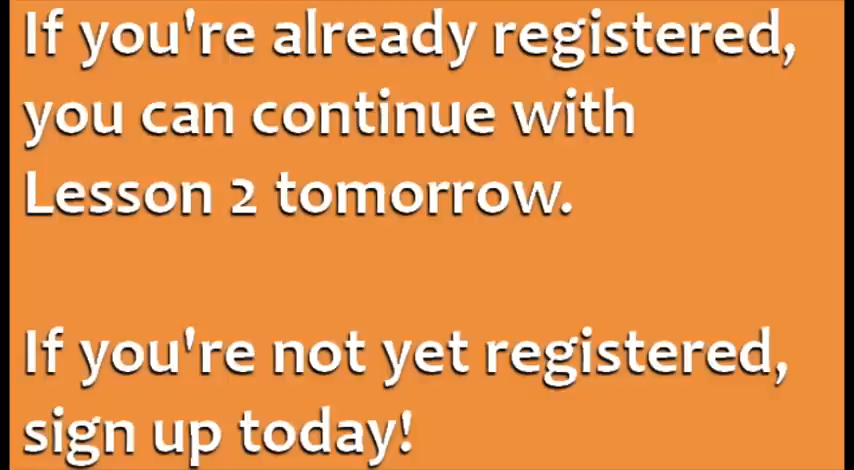 If you're already registered,
you can continue with
Lesson 2 tomorrow.
If you're not yet registered,
sign up today!